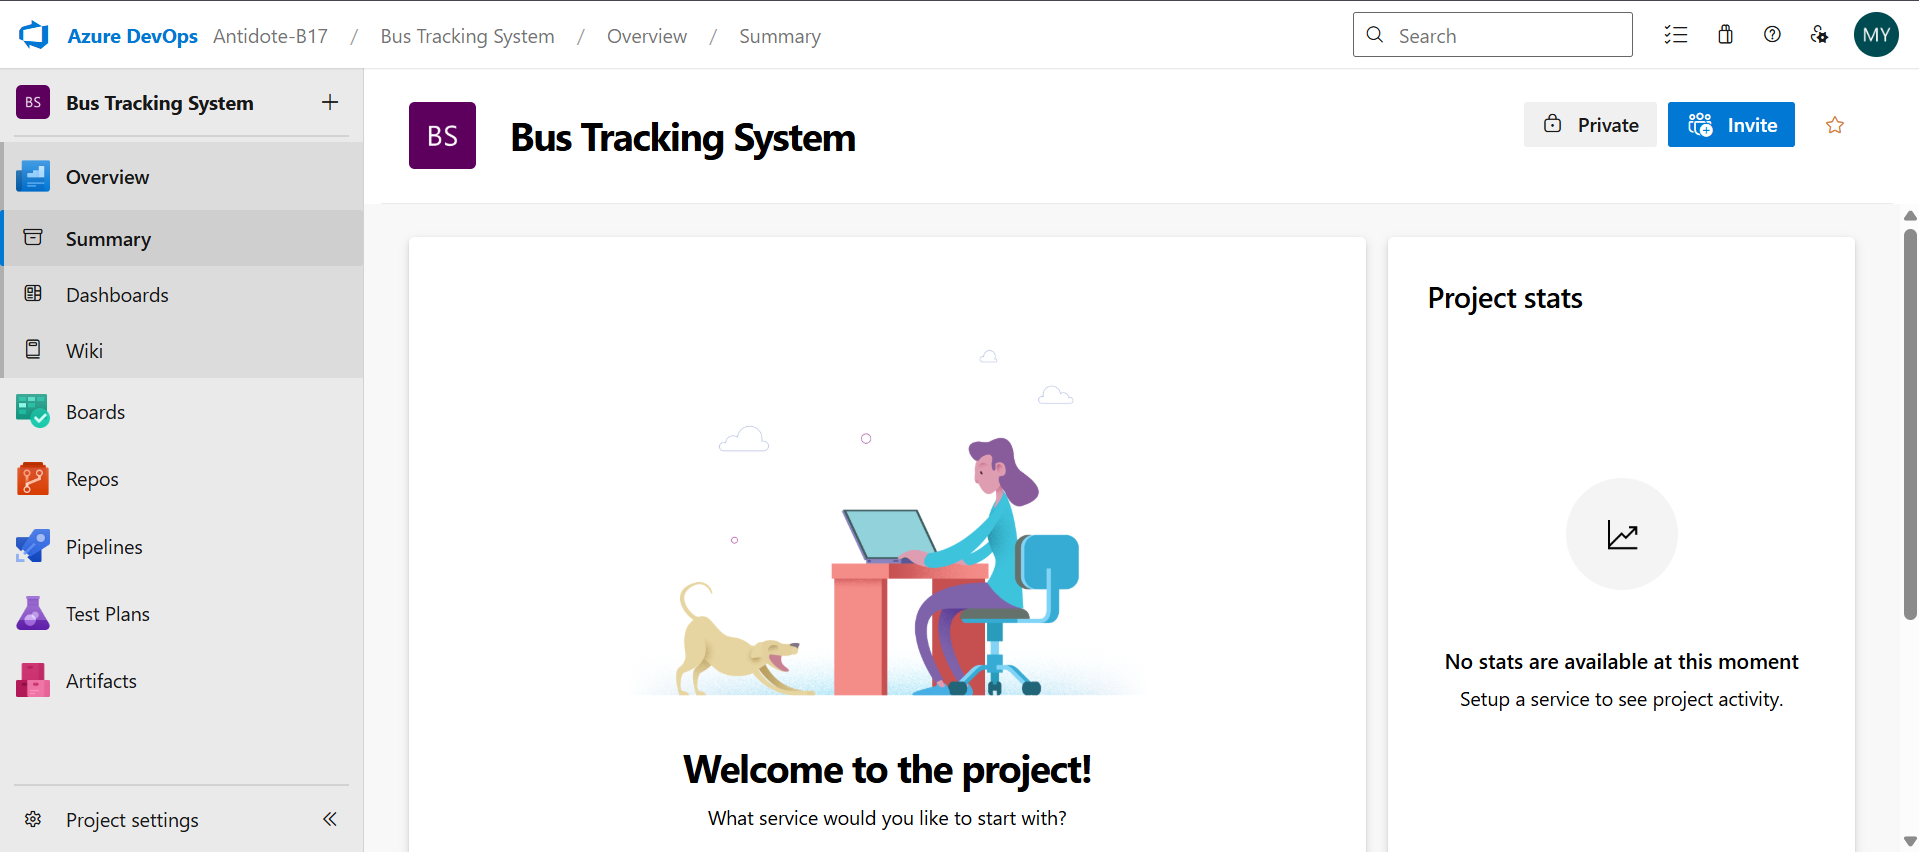 Azure DevOps Antidote-B17 / Bus Tracking System / Overview / Summary
Search
MY
BS Bus Tracking System
Overview
Summary
Dashboards
Wiki
Boards
Repos
Pipelines
Test Plans
Artifacts
Project settings
BS Bus Tracking System
Private
Invite
Welcome to the project!
What service would you like to start with?
Project stats
No stats are available at this moment
Setup a service to see project activity.